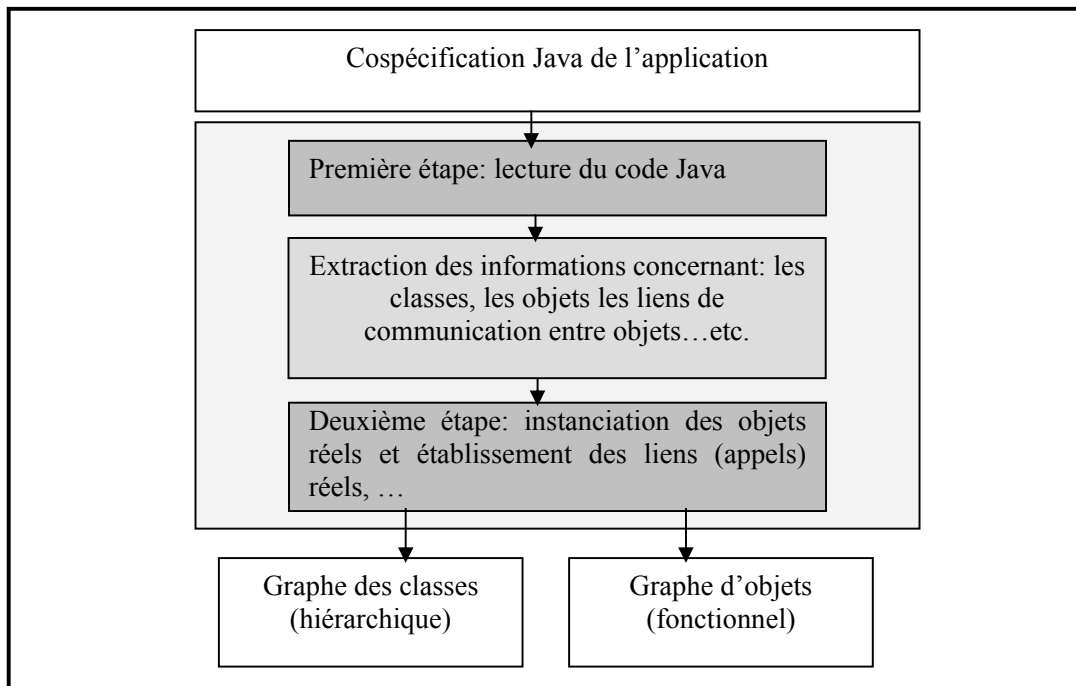 Cospécification Java de l’application
Première étape: lecture du code Java
Extraction des informations concernant: les
classes, les objets les liens de
communication entre objets…etc.
Deuxième étape: instanciation des objets
réels et établissement des liens (appels)
réels, …
Graphe des classes
(hiérarchique)
Graphe d’objets
(fonctionnel)